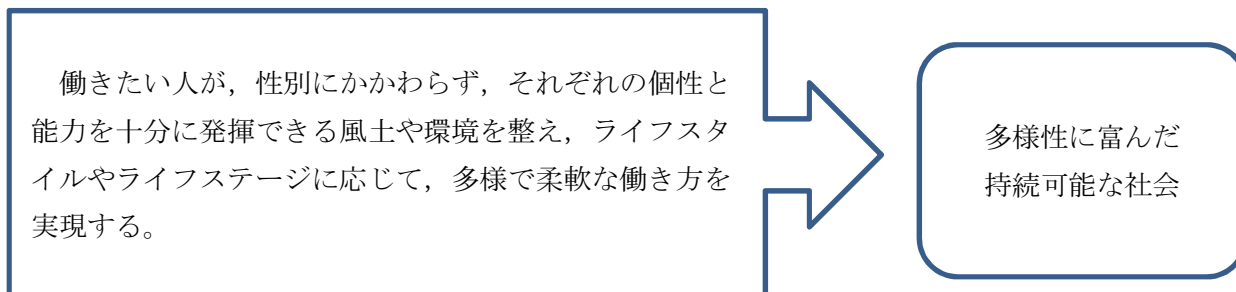 働きたい人が，性別にかかわらず，それぞれの個性と
能力を十分に発揮できる風土や環境を整え，ライフスタ
イルやライフステージに応じて，多様で柔軟な働き方を
実現する。
多様性に富んだ
持続可能な社会